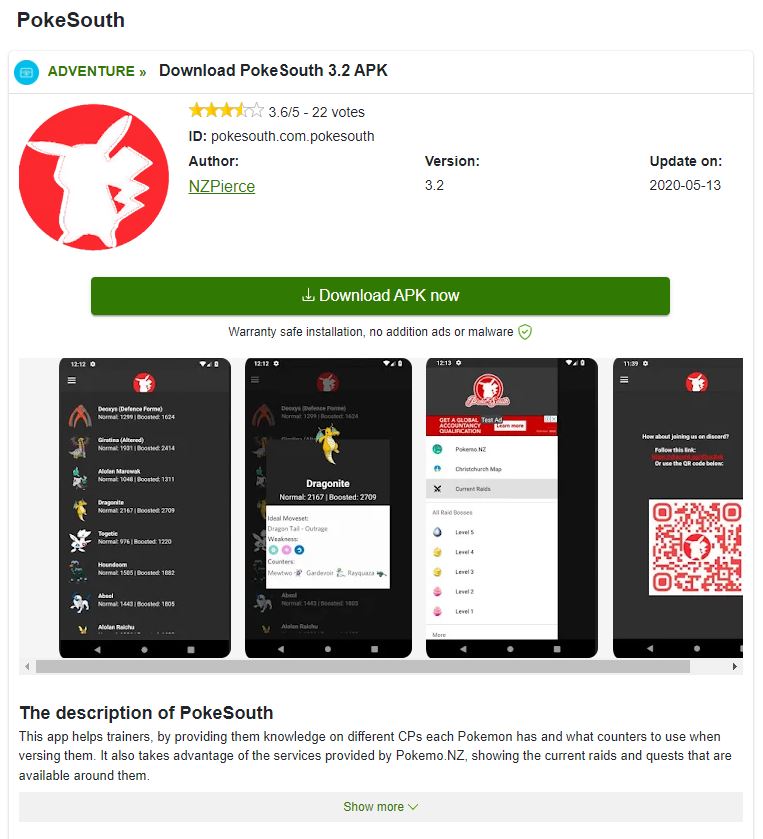 PokeSouth
ADVENTURE » Download PokeSouth 3.2 APK
3.6/5 - 22 votes
ID: pokesouth.com.pokesouth
Author: Version: Update on:
NZPierce 3.2 2020-05-13
Download APK now
Warranty safe installation, no addition ads or malware
12:12
Deoxys (Defence Forme)
Normal: 1299 | Boosted: 1624
Giratina (Altered)
Normal: 1931 | Boosted: 2414
Alolan Marowak
Normal: 1048 | Boosted: 1311
Dragonite
Normal: 2167 | Boosted: 2709
Togetic
Normal: 976 | Boosted: 1220
Houndoom
Normal: 1505 | Boosted: 1882
Absol
Normal: 1443 | Boosted: 1805
Alolan Raichu
12:12
Deoxys (Defence Forme)
Normal: 1299 | Boosted: 1624
Giratina (Altered)
Dragonite
Normal: 2167 | Boosted: 2709
Ideal Moveset:
Dragon Tail - Outrage
Weakness:
Counters:
Mewtwo Gardevoir Rayquaza
Absol
Normal: 1443 | Boosted: 1805
Alolan Raichu
12:13
PokeSouth
GET A GLOBAL
ACCOUNTANCY
QUALIFICATION
Test Ad
Learn more
Pokemo NZ
Christchurch Map
Current Raids
All Raid Bosses
Level 5
Level 4
Level 3
Level 2
Level 1
More
11:39
How about joining us on discord?
Follow this link:
Or use the QR code below:
The description of PokeSouth
This app helps trainers, by providing them knowledge on different CPs each Pokemon has and what counters to use when
versing them. It also takes advantage of the services provided by Pokemo.NZ, showing the current raids and quests that are
available around them.
Show more